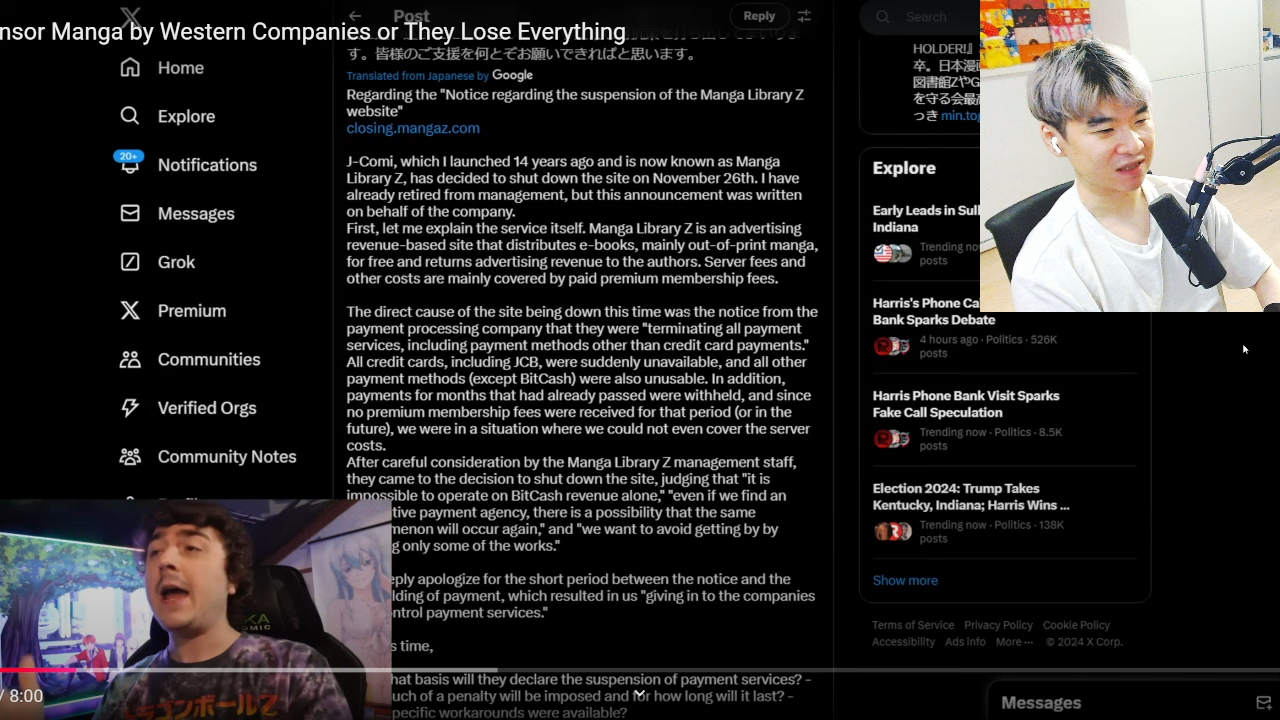 nsor Manga by Western Companies or They Lose Everything
Post
Reply
Search
Home
Explore
20+
Notifications
Messages
Grok
Premium
Communities
Verified Orgs
Community Notes
す。皆様のご支援を何とぞお願いできればと思います。
Translated from Japanese by Google
Regarding the "Notice regarding the suspension of the Manga Library Z
website"
closing.mangaz.com
J-Comi, which I launched 14 years ago and is now known as Manga
Library Z, has decided to shut down the site on November 26th. I have
already retired from management, but this announcement was written
on behalf of the company.
First, let me explain the service itself. Manga Library Z is an advertising
revenue-based site that distributes e-books, mainly out-of-print manga,
for free and returns advertising revenue to the authors. Server fees and
other costs are mainly covered by paid premium membership fees.
The direct cause of the site being down this time was the notice from the
payment processing company that they were "terminating all payment
services, including payment methods other than credit card payments."
All credit cards, including JCB, were suddenly unavailable, and all other
payment methods (except BitCash) were also unusable. In addition,
payments for months that had already passed were withheld, and since
no premium membership fees were received for that period (or in the
future), we were in a situation where we could not even cover the server
costs.
After careful consideration by the Manga Library Z management staff,
they came to the decision to shut down the site, judging that "it is
impossible to operate on BitCash revenue alone," "even if we find an
tive payment agency, there is a possibility that the same
menon will occur again," and "we want to avoid getting by by
g only some of the works."
eply apologize for the short period between the notice and the
lding of payment, which resulted in us "giving in to the companies
ntrol payment services."
s time,
hat basis will they declare the suspension of payment services? -
uch of a penalty will be imposed and for how long will it last? -
pecific workarounds were available?
HOLDER!』
卒。日本漫画
図書館ZやG
を守る会最高
っき min.top
Explore
Early Leads in Sull
Indiana
Trending now
posts
Harris's Phone Ca
Bank Sparks Debate
4 hours ago · Politics · 526K
posts
Harris Phone Bank Visit Sparks
Fake Call Speculation
Trending now · Politics · 8.5K
posts
Election 2024: Trump Takes
Kentucky, Indiana; Harris Wins ...
Trending now · Politics · 138K
posts
Show more
Terms of Service Privacy Policy Cookie Policy
Accessibility Ads info More ··· © 2024 X Corp.
Messages
/ 8:00
ドラゴンボールZ